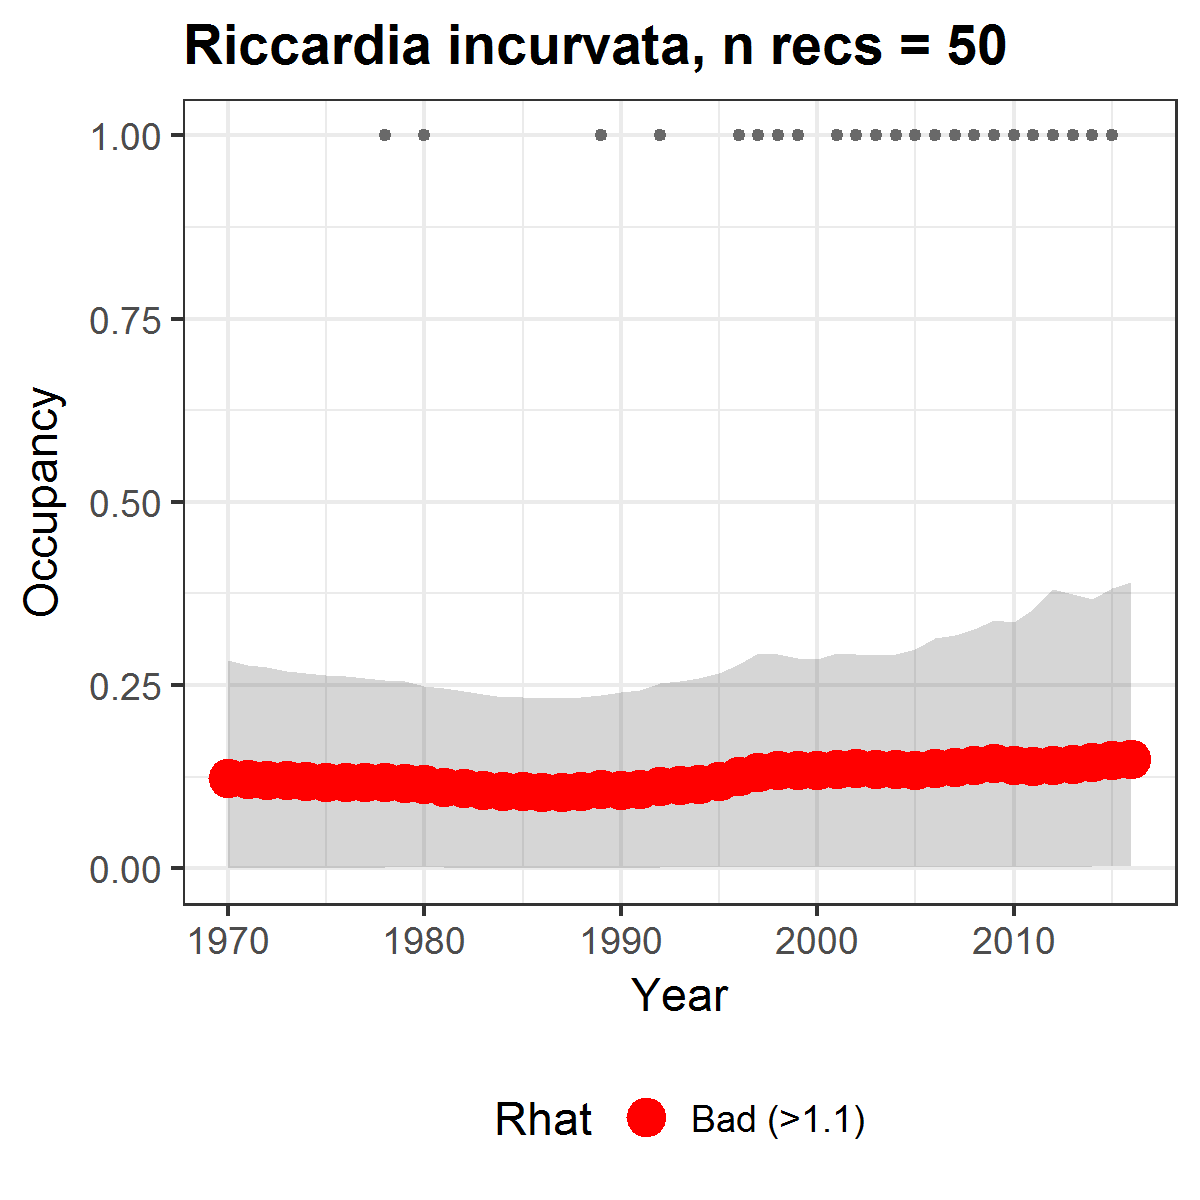 Riccardia incurvata, n recs = 50
1.00
0.75
0.50
0.25
0.00
Occupancy
1970 1980 1990 2000 2010
Year
Rhat Bad (>1.1)